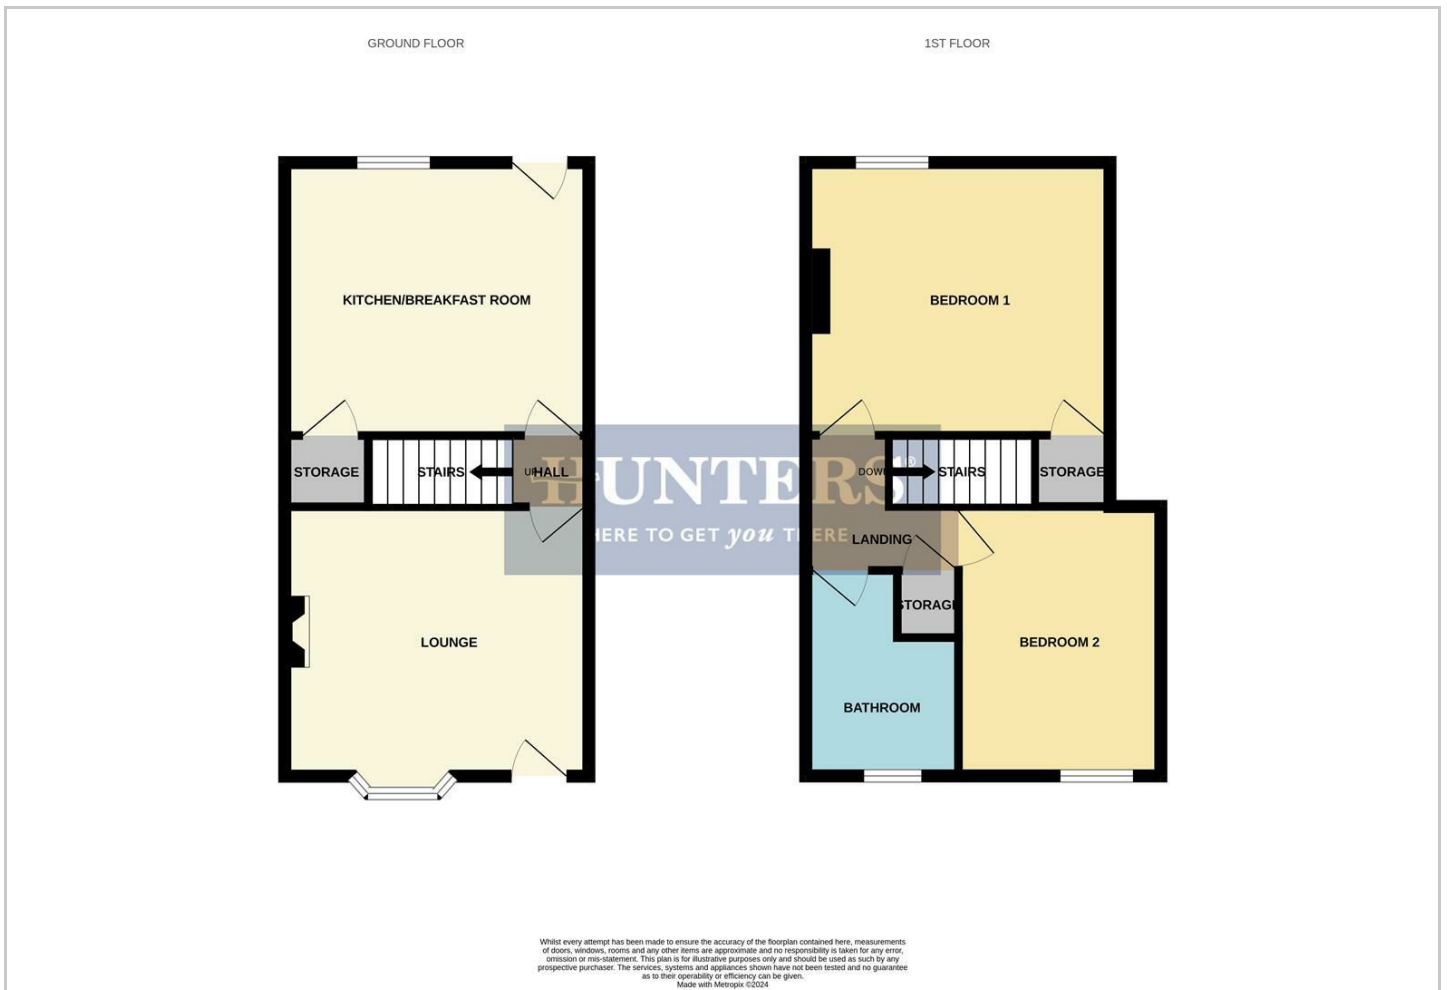 GROUND FLOOR
1ST FLOOR
KITCHEN/BREAKFAST ROOM
BEDROOM 1
STORAGE
STAIRS
UP
HALL
DOWN
STAIRS
STORAGE
HUNTERS®
HERE TO GET you THERE
LANDING
STORAGE
LOUNGE
BEDROOM 2
BATHROOM
Whilst every attempt has been made to ensure the accuracy of the floorplan contained here, measurements
of doors, windows, rooms and any other items are approximate and no responsibility is taken for any error,
omission or mis-statement. This plan is for illustrative purposes only and should be used as such by any
prospective purchaser. The services, systems and appliances shown have not been tested and no guarantee
as to their operability or efficiency can be given.
Made with Metropix ©2024